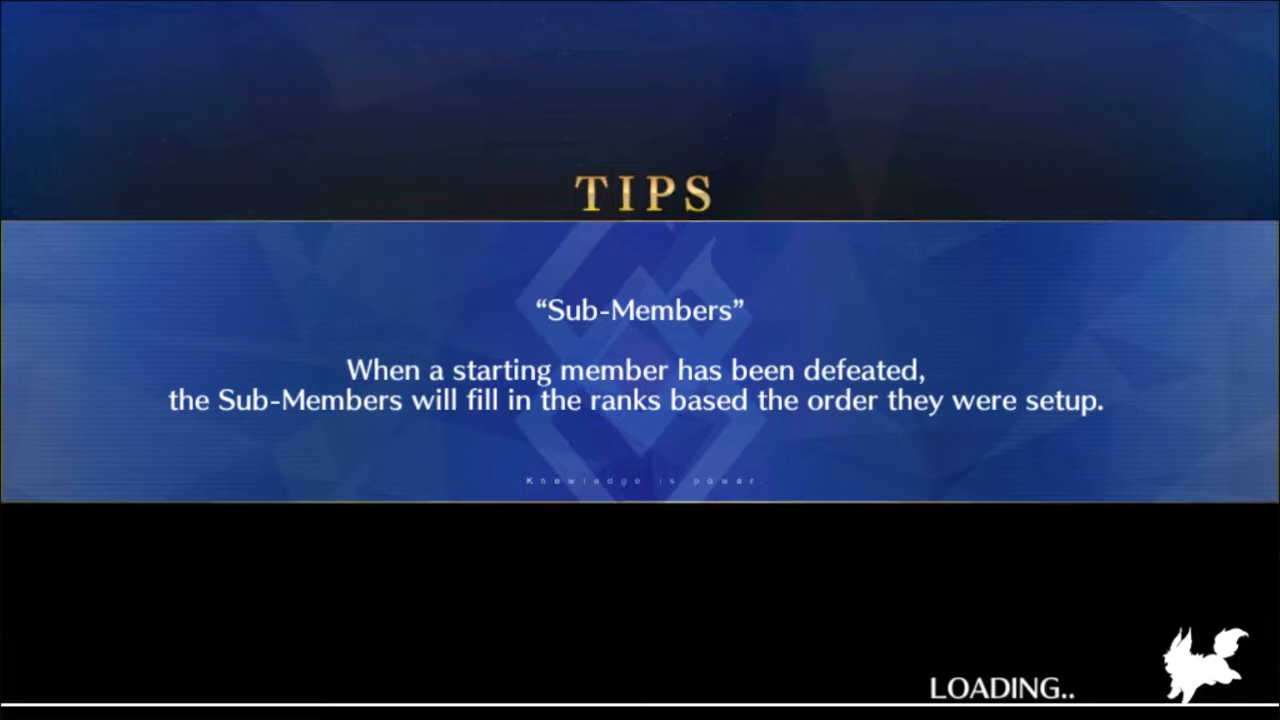 TIPS
“Sub-Members”
When a starting member has been defeated,
the Sub-Members will fill in the ranks based the order they were setup.
Knowledge is power.
LOADING..